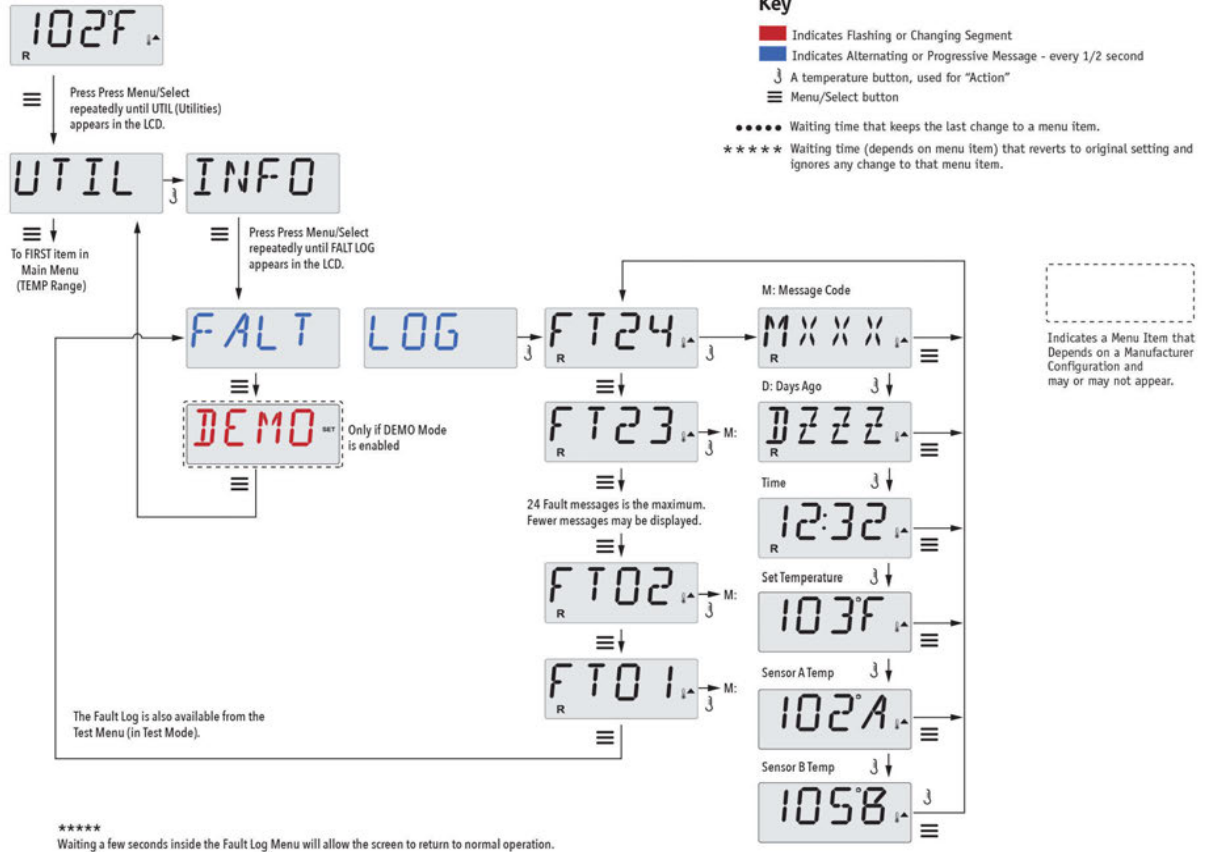 102°F
R
Press Press Menu/Select
repeatedly until UTIL (Utilities)
appears in the LCD.
Key
Indicates Flashing or Changing Segment
Indicates Alternating or Progressive Message - every 1/2 second
A temperature button, used for “Action”
Menu/Select button
••••• Waiting time that keeps the last change to a menu item.
***** Waiting time (depends on menu item) that reverts to original setting and
ignores any change to that menu item.
UTIL
INFO
To FIRST item in
Main Menu
(TEMP Range)
Press Press Menu/Select
repeatedly until FALT LOG
appears in the LCD.
FALT
LOG
DEMO
SET
Only if DEMO Mode
is enabled
FT24
R
FT23
R
M:
24 Fault messages is the maximum.
Fewer messages may be displayed.
FT02
R
M:
FT01
R
M:
M: Message Code
MXXX
R
D: Days Ago
DZZZ
R
Time
12:32
R
Set Temperature
103°F
Sensor A Temp
102°A
Sensor B Temp
105°B
Indicates a Menu Item that
Depends on a Manufacturer
Configuration and
may or may not appear.
The Fault Log is also available from the
Test Menu (in Test Mode).
*****
Waiting a few seconds inside the Fault Log Menu will allow the screen to return to normal operation.